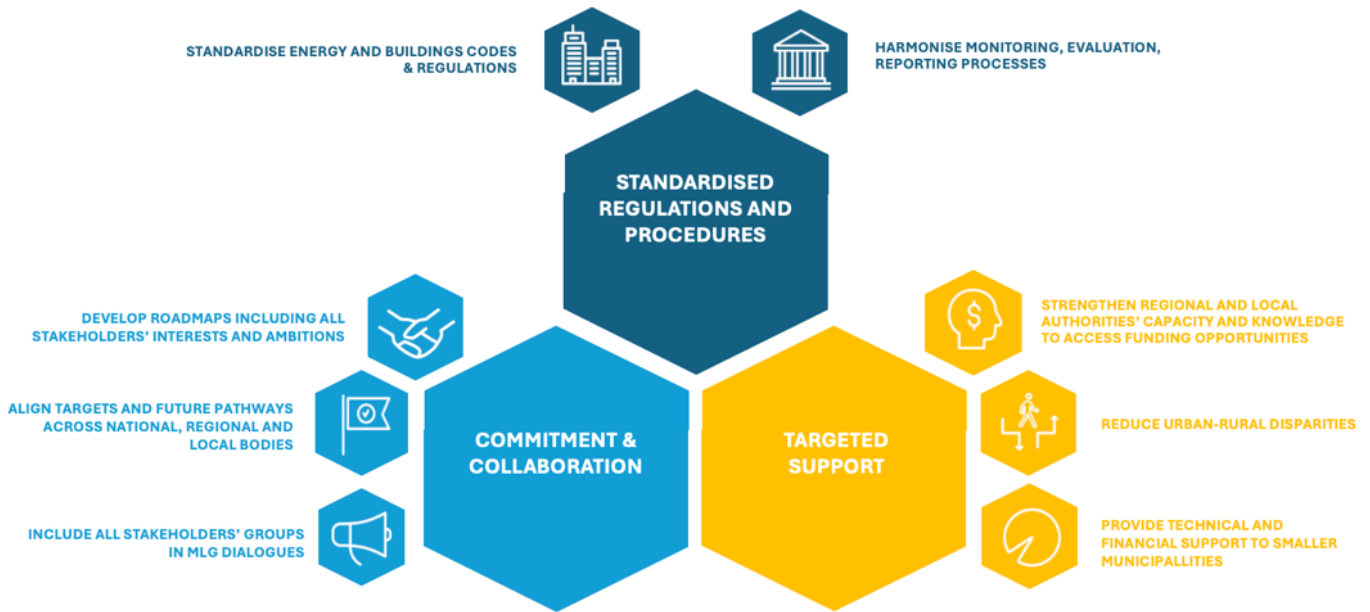 STANDARDISE ENERGY AND BUILDINGS CODES
& REGULATIONS
HARMONISE MONITORING, EVALUATION,
REPORTING PROCESSES
STANDARDISED
REGULATIONS AND
PROCEDURES
DEVELOP ROADMAPS INCLUDING ALL
STAKEHOLDERS' INTERESTS AND AMBITIONS
ALIGN TARGETS AND FUTURE PATHWAYS
ACROSS NATIONAL, REGIONAL AND
LOCAL BODIES
INCLUDE ALL STAKEHOLDERS' GROUPS
IN MLG DIALOGUES
COMMITMENT &
COLLABORATION
TARGETED
SUPPORT
$
STRENGTHEN REGIONAL AND LOCAL
AUTHORITIES' CAPACITY AND KNOWLEDGE
TO ACCESS FUNDING OPPORTUNITIES
REDUCE URBAN-RURAL DISPARITIES
PROVIDE TECHNICAL AND
FINANCIAL SUPPORT TO SMALLER
MUNICIPALLITIES